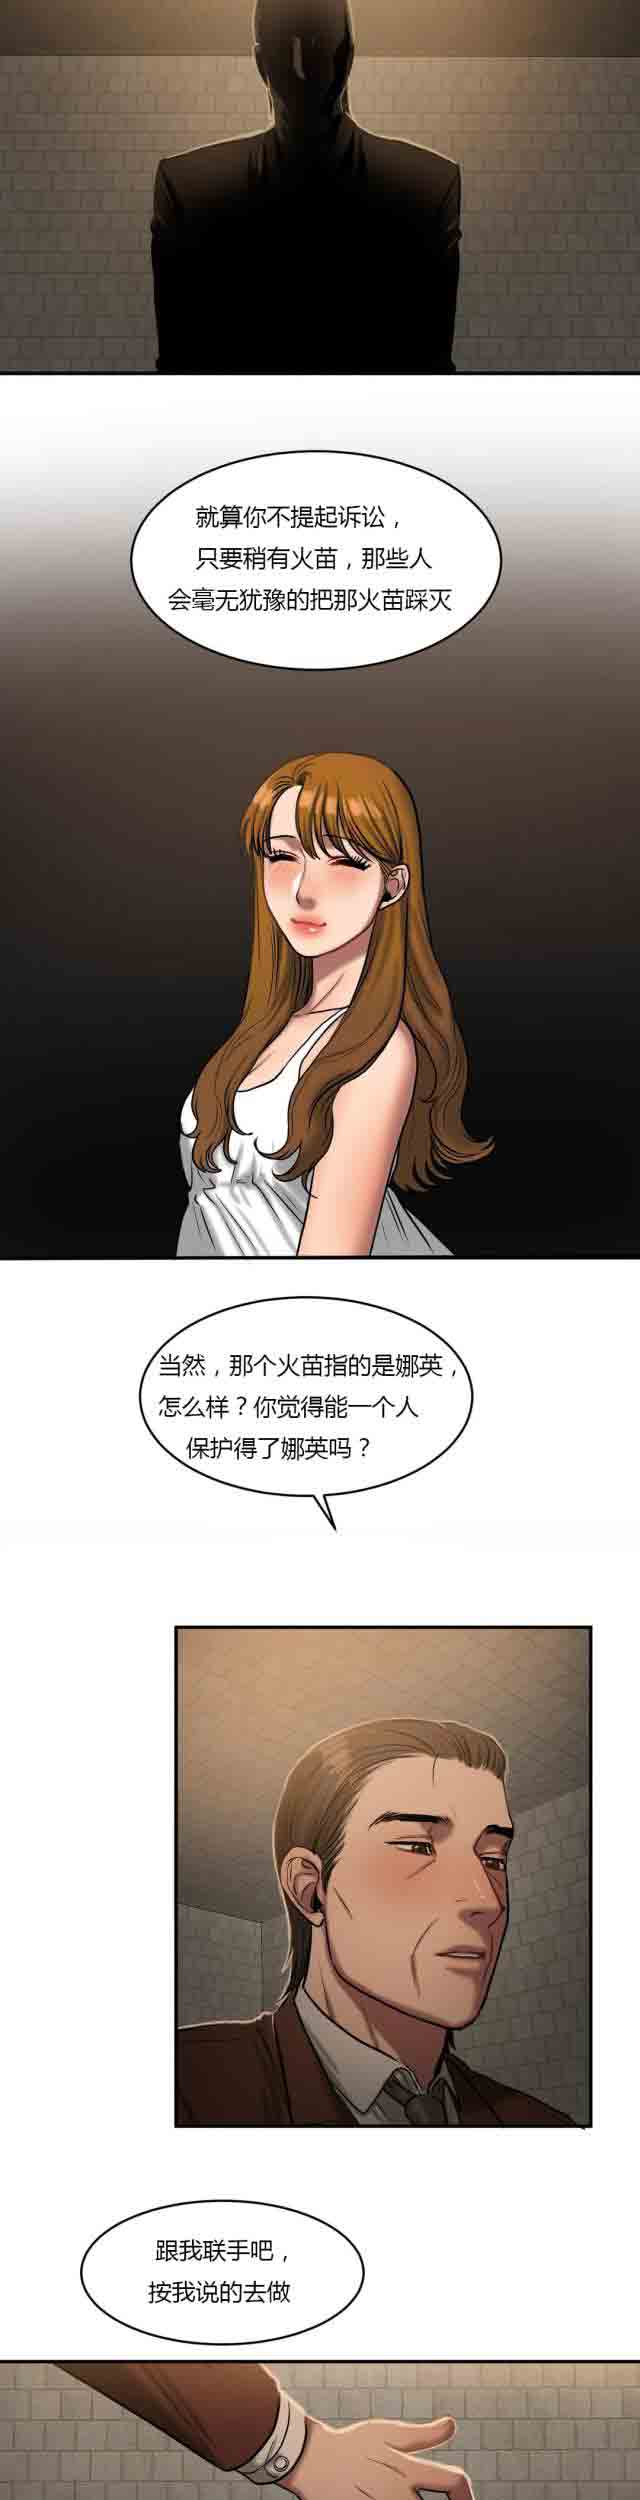 就算你不提起诉讼，
只要稍有火苗，那些人
会毫无犹豫的把那火苗踩灭
当然，那个火苗指的是娜英，
怎么样？你觉得能一个人
保护得了娜英吗？
跟我联手吧，
按我说的去做